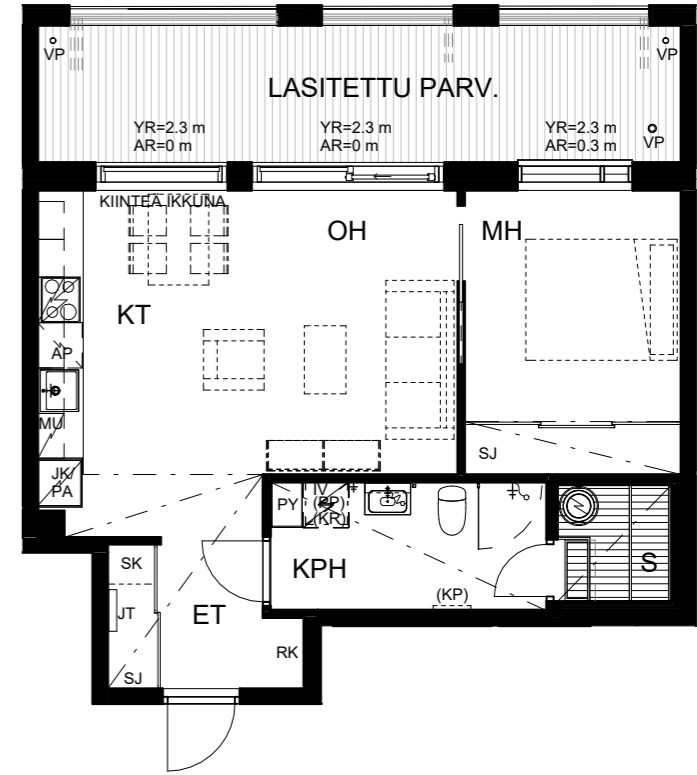 VP
VP
LASITETTU PARV.
YR=2.3 m
AR=0 m
YR=2.3 m
AR=0 m
YR=2.3 m
AR=0.3 m
VP
KIINTEÄ IKKUNA
OH
MH
KT
AP
MU
SJ
JK/
PA
PY
IV
(PP)
(KR)
KPH
(KP)
S
SK
JT
ET
SJ
RK